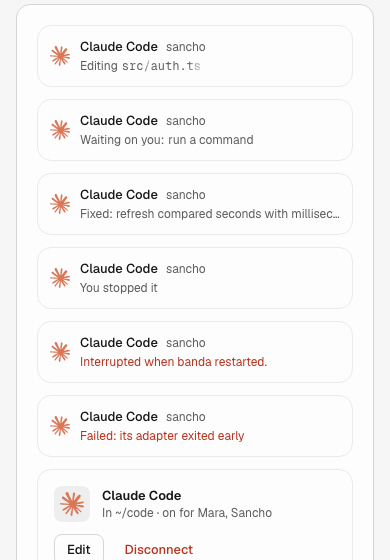 Claude Code sancho
Editing src/auth.ts
Claude Code sancho
Waiting on you: run a command
Claude Code sancho
Fixed: refresh compared seconds with millisec…
Claude Code sancho
You stopped it
Claude Code sancho
Interrupted when banda restarted.
Claude Code sancho
Failed: its adapter exited early
Claude Code
In ~/code · on for Mara, Sancho
Edit Disconnect